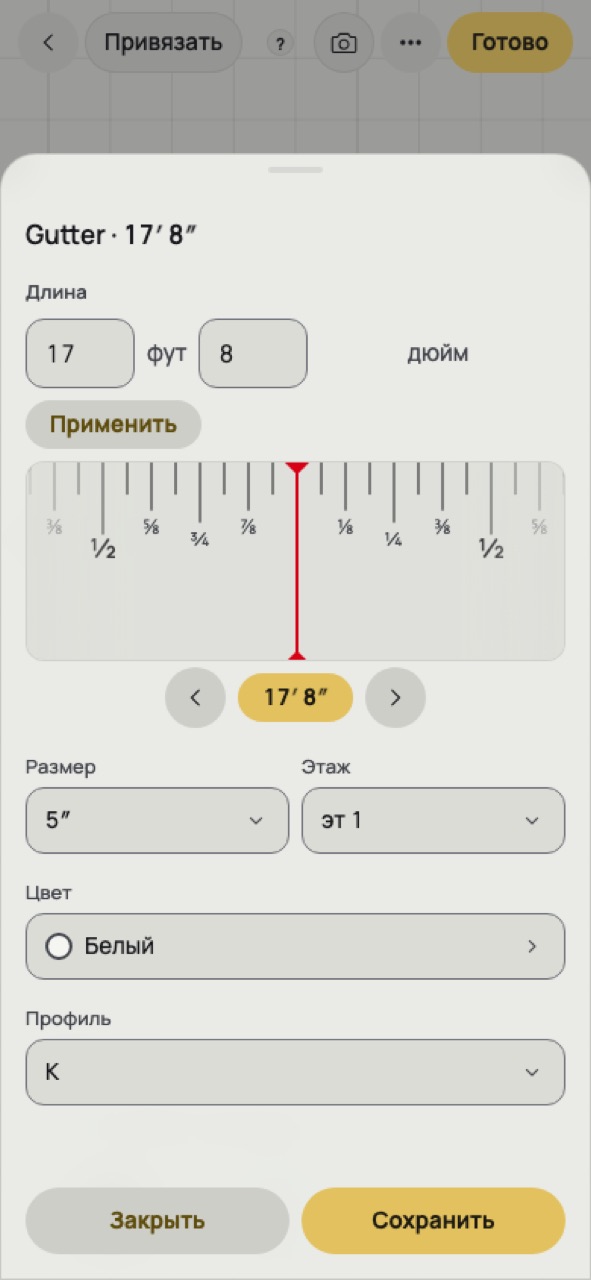 Привязать ? ••• Готово
Gutter · 17′ 8″
Длина
17 фут 8 дюйм
Применить
⅜ ½ ⅝ ¾ ⅞ ⅛ ¼ ⅜ ½ ⅝
17′ 8″
Размер Этаж
5″ эт 1
Цвет
Белый
Профиль
K
Закрыть Сохранить